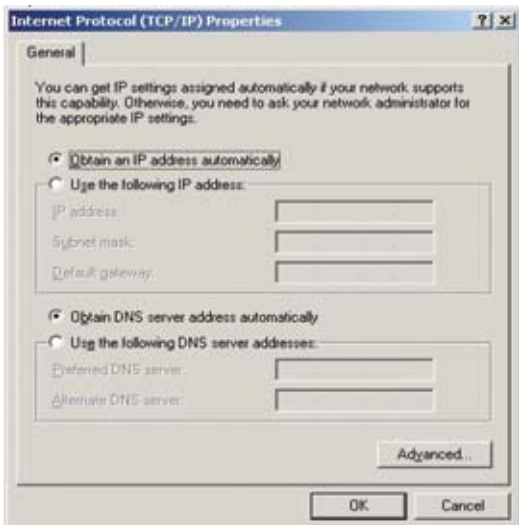 Internet Protocol (TCP/IP) Properties
General
You can get IP settings assigned automatically if your network supports
this capability. Otherwise, you need to ask your network administrator for
the appropriate IP settings.
Obtain an IP address automatically
Use the following IP address:
IP address:
Subnet mask:
Default gateway:
Obtain DNS server address automatically
Use the following DNS server addresses:
Preferred DNS server:
Alternate DNS server:
Advanced...
OK
Cancel